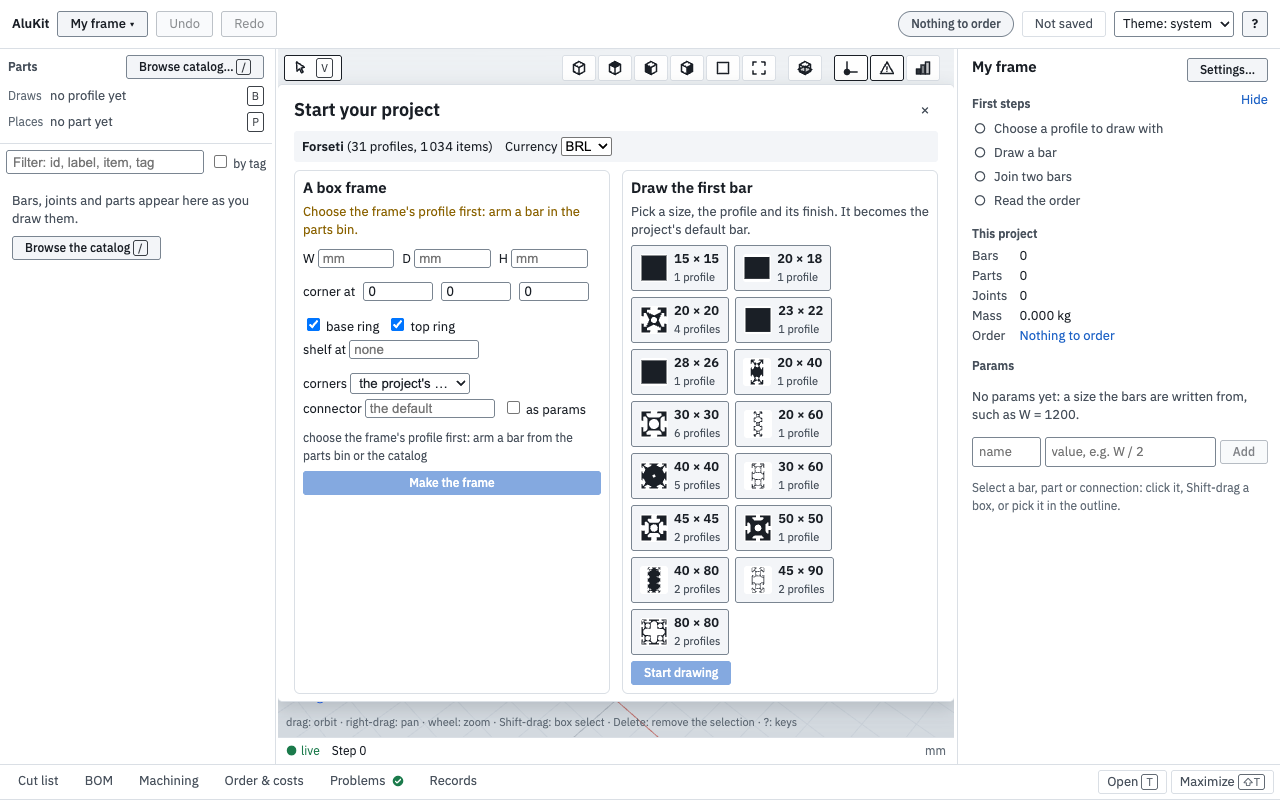 AluKit My frame ▾ Undo Redo Nothing to order Not saved Theme: system ?
Parts Browse catalog... /
Draws no profile yet B
Places no part yet P
Filter: id, label, item, tag by tag
Bars, joints and parts appear here as you
draw them.
Browse the catalog /
V
Start your project ×
Forseti (31 profiles, 1 034 items) Currency BRL
A box frame
Choose the frame's profile first: arm a bar in the
parts bin.
W mm D mm H mm
corner at 0 0 0
base ring top ring
shelf at none
corners the project's ...
connector the default as params
choose the frame's profile first: arm a bar from the
parts bin or the catalog
Make the frame
Draw the first bar
Pick a size, the profile and its finish. It becomes the
project's default bar.
15 × 15 20 × 18
1 profile 1 profile
20 × 20 23 × 22
4 profiles 1 profile
28 × 26 20 × 40
1 profile 1 profile
30 × 30 20 × 60
6 profiles 1 profile
40 × 40 30 × 60
5 profiles 1 profile
45 × 45 50 × 50
2 profiles 1 profile
40 × 80 45 × 90
2 profiles 2 profiles
80 × 80
2 profiles
Start drawing
drag: orbit · right-drag: pan · wheel: zoom · Shift-drag: box select · Delete: remove the selection · ?: keys
live Step 0 mm
My frame Settings...
First steps Hide
Choose a profile to draw with
Draw a bar
Join two bars
Read the order
This project
Bars 0
Parts 0
Joints 0
Mass 0.000 kg
Order Nothing to order
Params
No params yet: a size the bars are written from,
such as W = 1200.
name value, e.g. W / 2 Add
Select a bar, part or connection: click it, Shift-drag a
box, or pick it in the outline.
Cut list BOM Machining Order & costs Problems Records Open T Maximize ⇧T